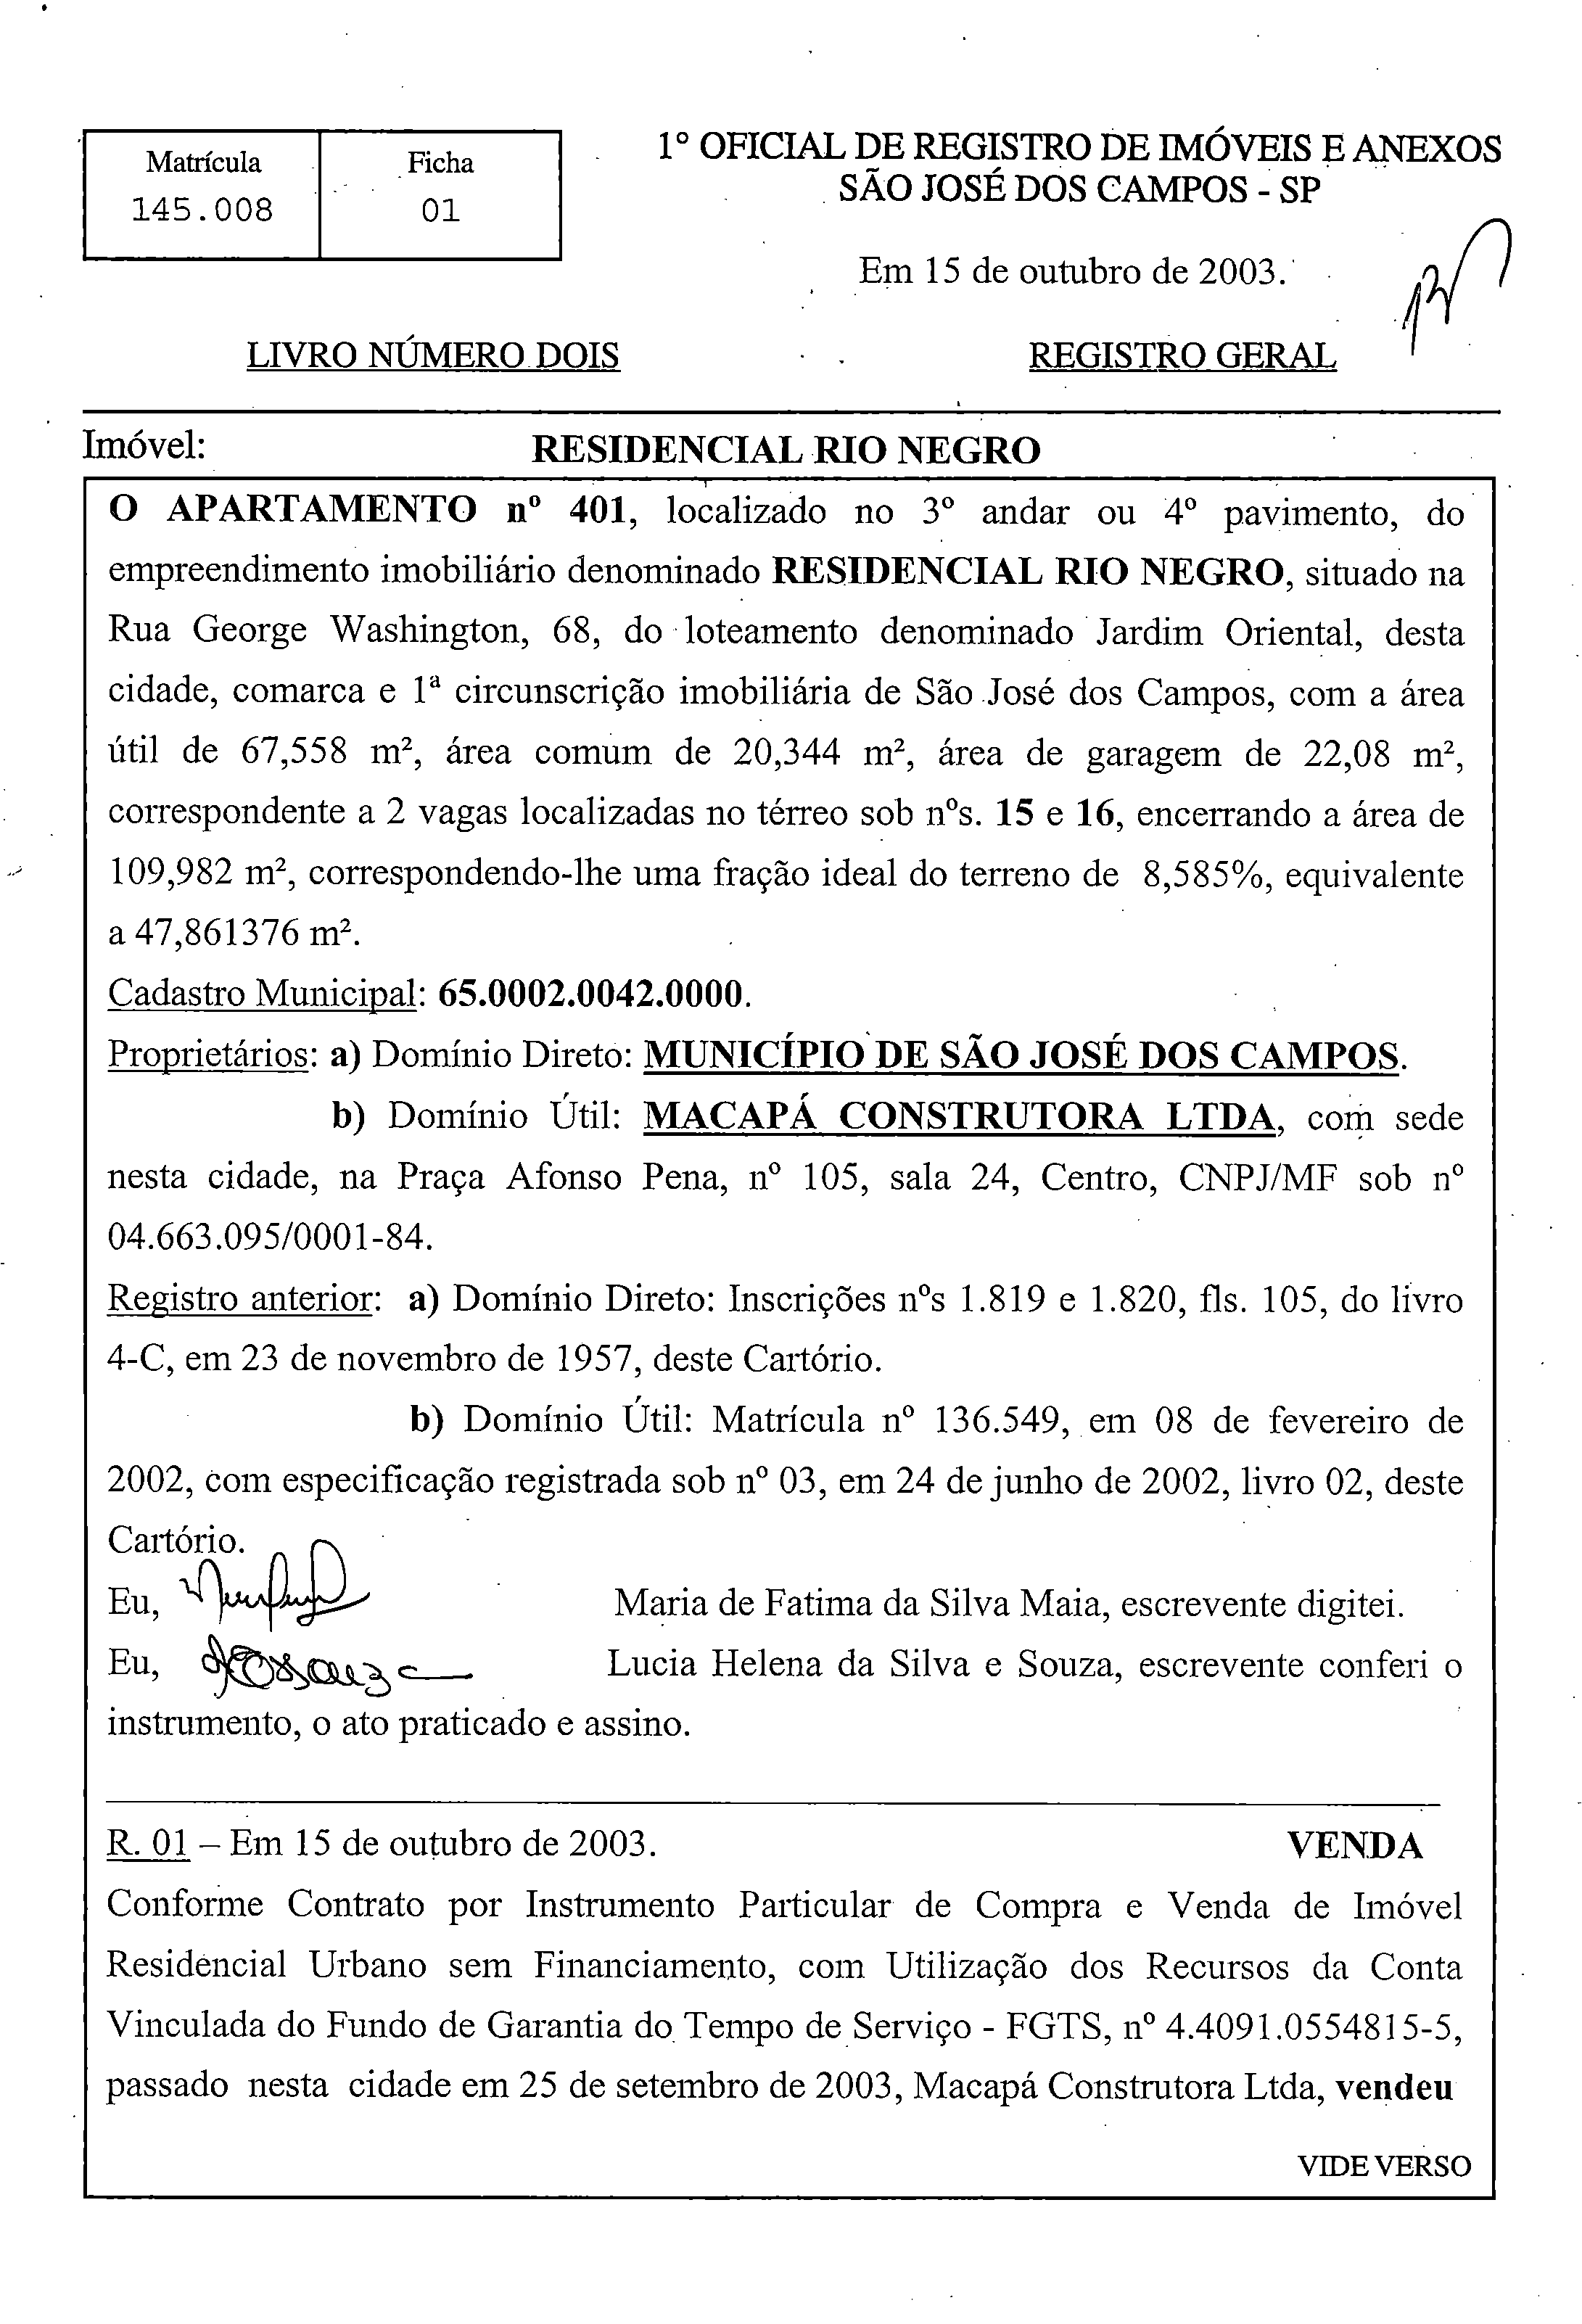 Matrícula
145.008
Ficha
01
1º OFICIAL DE REGISTRO DE IMÓVEIS E ANEXOS
SÃO JOSÉ DOS CAMPOS - SP
Em 15 de outubro de 2003.
LIVRO NÚMERO DOIS
REGISTRO GERAL
Imóvel: RESIDENCIAL RIO NEGRO
O APARTAMENTO nº 401, localizado no 3º andar ou 4º pavimento, do
empreendimento imobiliário denominado RESIDENCIAL RIO NEGRO, situado na
Rua George Washington, 68, do loteamento denominado Jardim Oriental, desta
cidade, comarca e 1ª circunscrição imobiliária de São José dos Campos, com a área
útil de 67,558 m², área comum de 20,344 m², área de garagem de 22,08 m²,
correspondente a 2 vagas localizadas no térreo sob nºs. 15 e 16, encerrando a área de
109,982 m², correspondendo-lhe uma fração ideal do terreno de 8,585%, equivalente
a 47,861376 m².
Cadastro Municipal: 65.0002.0042.0000.
Proprietários: a) Domínio Direto: MUNICÍPIO DE SÃO JOSÉ DOS CAMPOS.
b) Domínio Útil: MACAPÁ CONSTRUTORA LTDA, com sede
nesta cidade, na Praça Afonso Pena, nº 105, sala 24, Centro, CNPJ/MF sob nº
04.663.095/0001-84.
Registro anterior: a) Domínio Direto: Inscrições nºs 1.819 e 1.820, fls. 105, do livro
4-C, em 23 de novembro de 1957, deste Cartório.
b) Domínio Útil: Matrícula nº 136.549, em 08 de fevereiro de
2002, com especificação registrada sob nº 03, em 24 de junho de 2002, livro 02, deste
Cartório.
Eu, Maria de Fatima da Silva Maia, escrevente digitei.
Eu, Lucia Helena da Silva e Souza, escrevente conferi o
instrumento, o ato praticado e assino.
R. 01 – Em 15 de outubro de 2003. VENDA
Conforme Contrato por Instrumento Particular de Compra e Venda de Imóvel
Residencial Urbano sem Financiamento, com Utilização dos Recursos da Conta
Vinculada do Fundo de Garantia do Tempo de Serviço - FGTS, nº 4.4091.0554815-5,
passado nesta cidade em 25 de setembro de 2003, Macapá Construtora Ltda, vendeu
VIDE VERSO